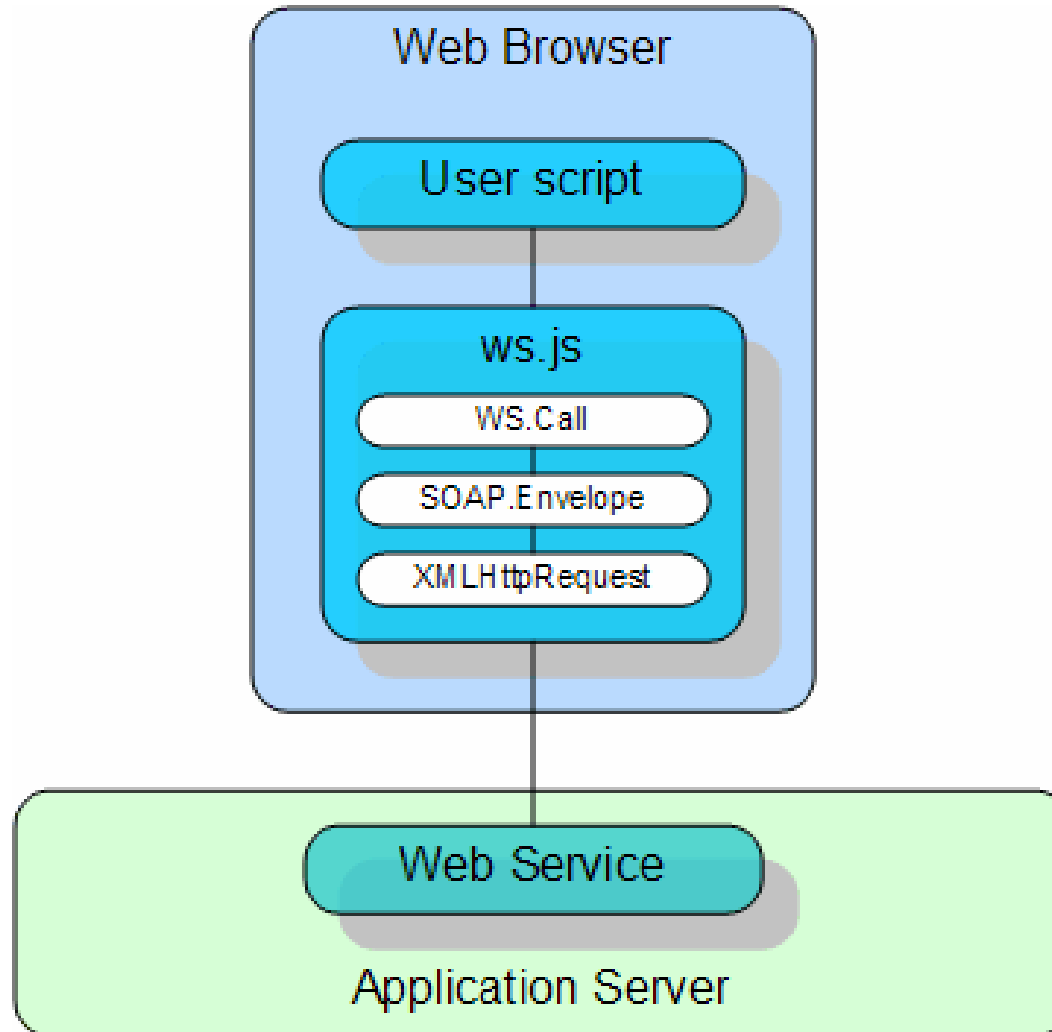 Web Browser
User script
ws.js
WS.Call
SOAP.Envelope
XMLHttpRequest
Web Service
Application Server